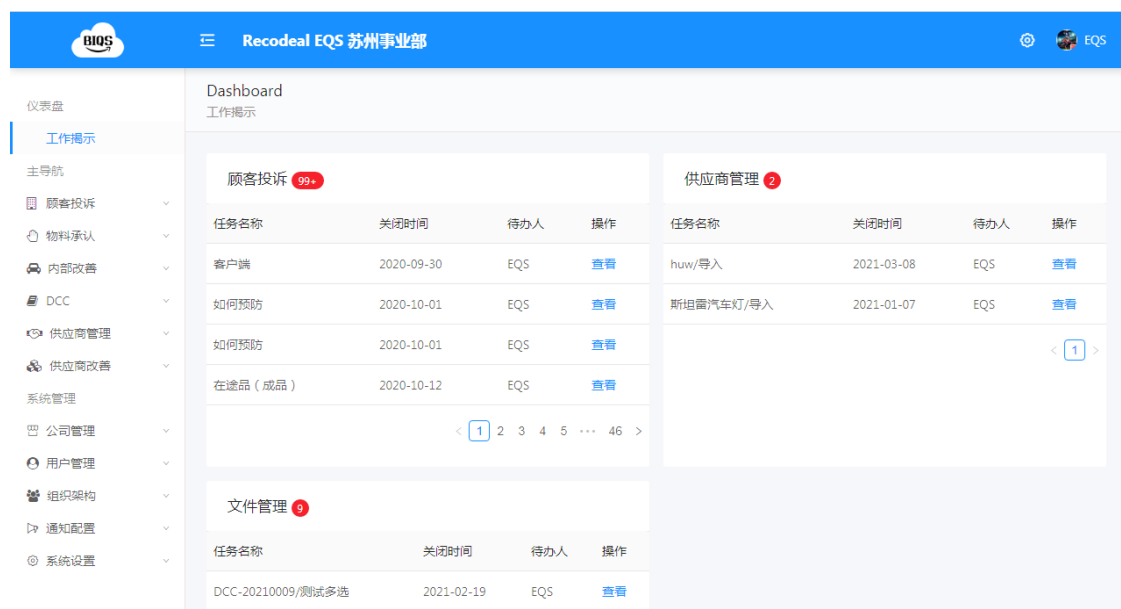 BIQS
Recodeal EQS 苏州事业部
EQS
仪表盘
工作揭示
主导航
顾客投诉
物料承认
内部改善
DCC
供应商管理
供应商改善
系统管理
公司管理
用户管理
组织架构
通知配置
系统设置
Dashboard
工作揭示
顾客投诉 99+
任务名称 关闭时间 待办人 操作
客户端 2020-09-30 EQS 查看
如何预防 2020-10-01 EQS 查看
如何预防 2020-10-01 EQS 查看
在途品（成品） 2020-10-12 EQS 查看
< 1 2 3 4 5 ••• 46 >
供应商管理 2
任务名称 关闭时间 待办人 操作
huw/导入 2021-03-08 EQS 查看
斯坦雷汽车灯/导入 2021-01-07 EQS 查看
< 1 >
文件管理 9
任务名称 关闭时间 待办人 操作
DCC-20210009/测试多选 2021-02-19 EQS 查看